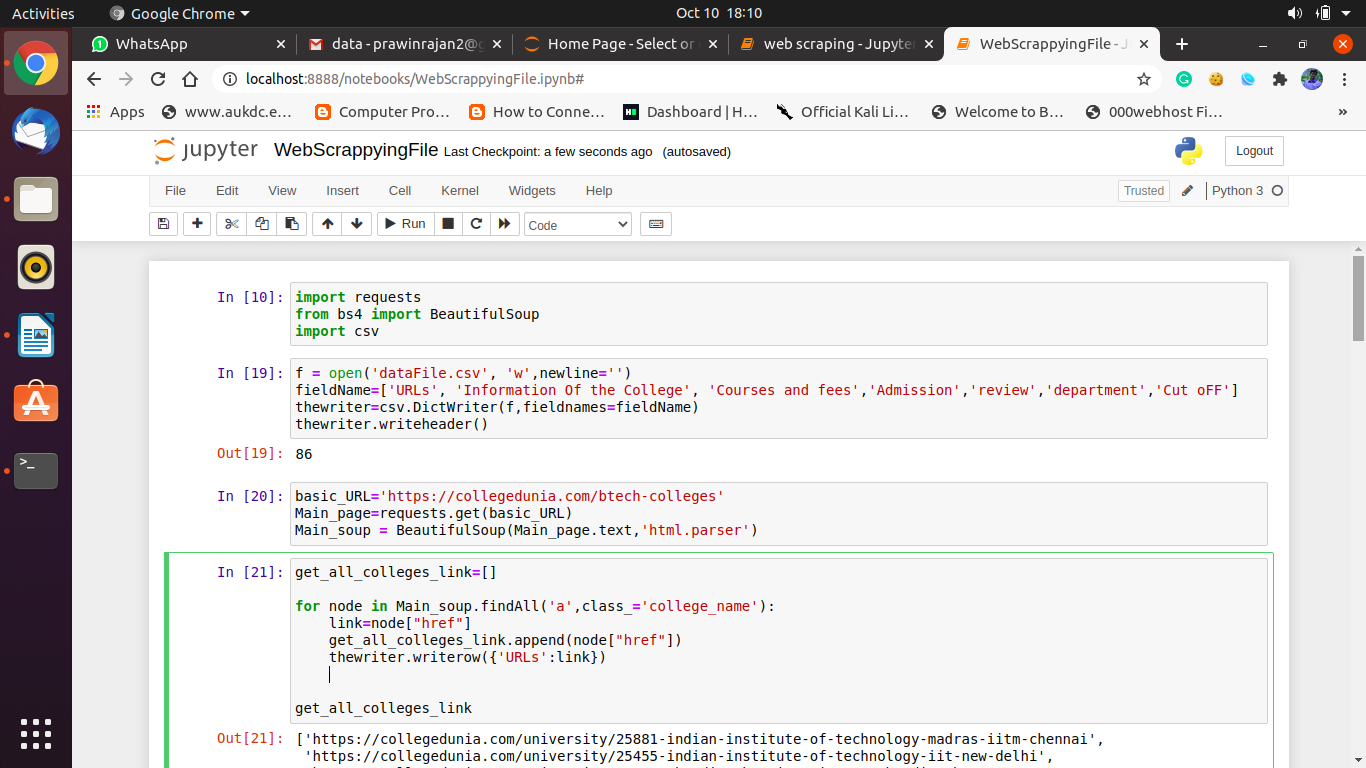 Activities Google Chrome Oct 10 18:10
WhatsApp data - prawinrajan2@g Home Page - Select or web scraping - Jupyter WebScrappyingFile - J
localhost:8888/notebooks/WebScrappyingFile.ipynb#
Apps www.aukdc.e... Computer Pro... How to Conne... Dashboard | H... Official Kali Li... Welcome to B... 000webhost Fi... »
jupyter WebScrappyingFile Last Checkpoint: a few seconds ago (autosaved) Logout
File Edit View Insert Cell Kernel Widgets Help Trusted Python 3
Run Code
In [10]: import requests
from bs4 import BeautifulSoup
import csv
In [19]: f = open('dataFile.csv', 'w',newline='')
fieldName=['URLs', 'Information Of the College', 'Courses and fees','Admission','review','department','Cut oFF']
thewriter=csv.DictWriter(f,fieldnames=fieldName)
thewriter.writeheader()
Out[19]: 86
In [20]: basic_URL='https://collegedunia.com/btech-colleges'
Main_page=requests.get(basic_URL)
Main_soup = BeautifulSoup(Main_page.text,'html.parser')
In [21]: get_all_colleges_link=[]
for node in Main_soup.findAll('a',class_='college_name'):
link=node["href"]
get_all_colleges_link.append(node["href"])
thewriter.writerow({'URLs':link})
get_all_colleges_link
Out[21]: ['https://collegedunia.com/university/25881-indian-institute-of-technology-madras-iitm-chennai',
'https://collegedunia.com/university/25455-indian-institute-of-technology-iit-new-delhi',